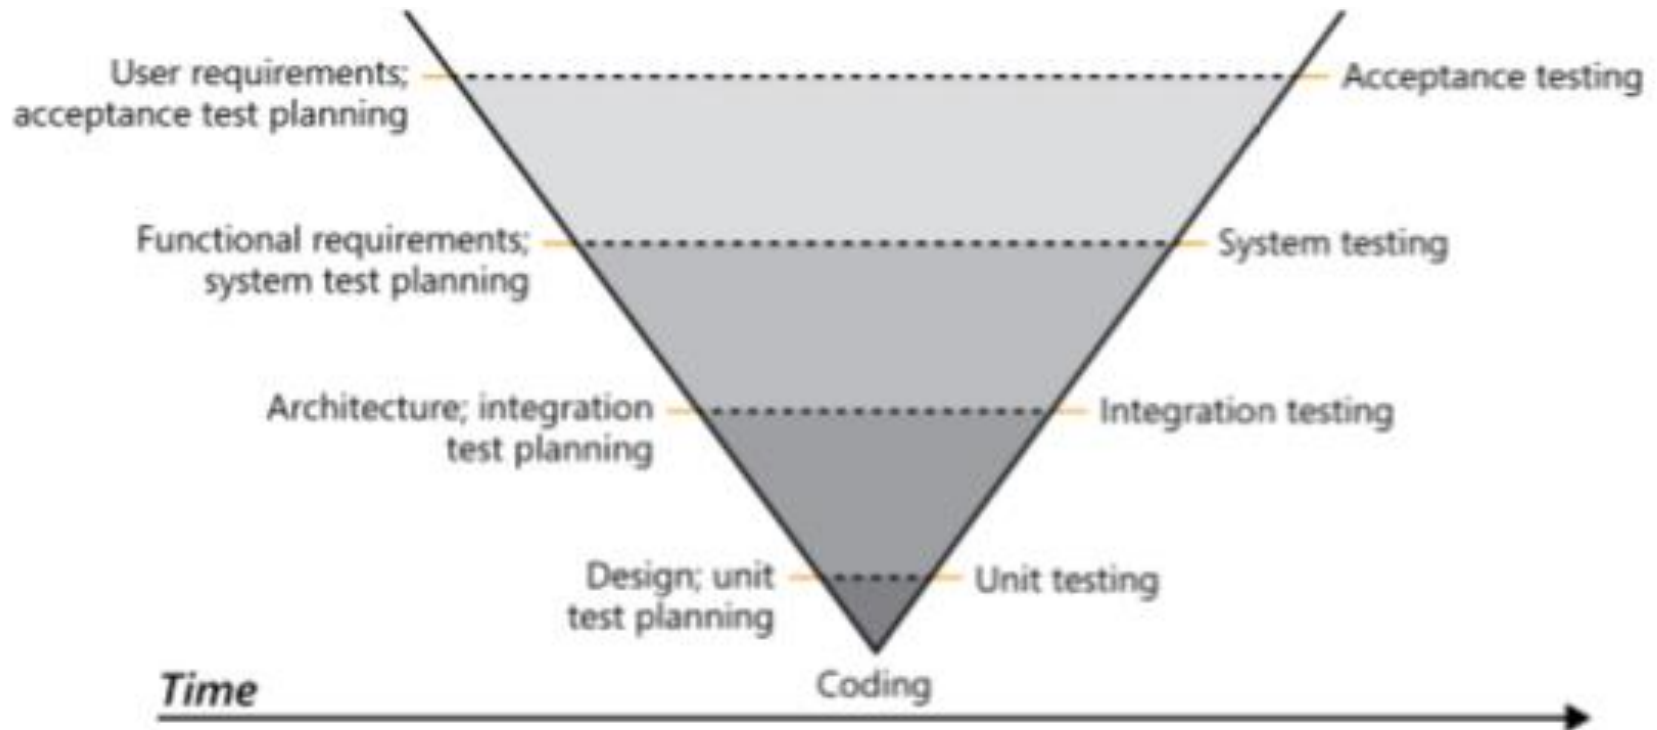 User requirements;
acceptance test planning
Acceptance testing
Functional requirements;
system test planning
System testing
Architecture; integration
test planning
Integration testing
Design; unit
test planning
Unit testing
Coding
Time